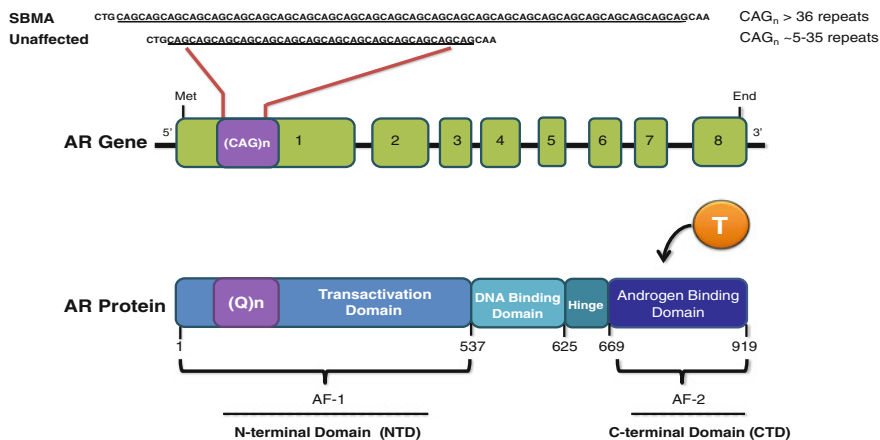 SBMA CAGₙ > 36 repeats
Unaffected CAGₙ ~5-35 repeats
Met End
5' 3'
AR Gene (CAG)n 1 2 3 4 5 6 7 8
T
AR Protein (Q)n Transactivation Domain DNA Binding Domain Hinge Androgen Binding Domain
1 537 625 669 919
AF-1 AF-2
N-terminal Domain (NTD) C-terminal Domain (CTD)